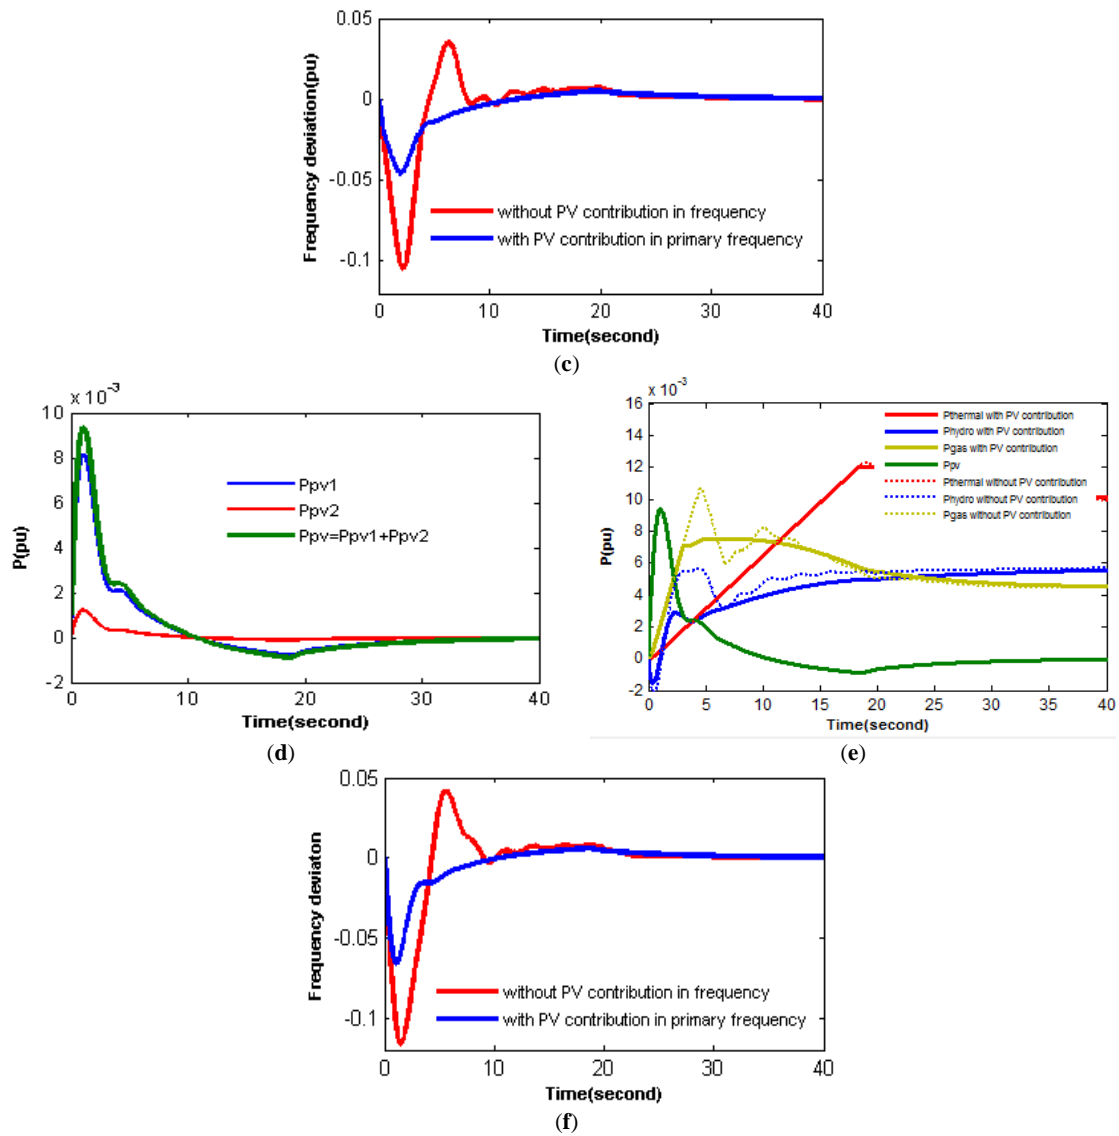 0.05
0
-0.05
-0.1
Frequency deviation(pu)
without PV contribution in frequency
with PV contribution in primary frequency
0 10 20 30 40
Time(second)
(c)
x 10⁻³
10
8
6
4
2
0
-2
P(pu)
Ppv1
Ppv2
Ppv=Ppv1+Ppv2
0 10 20 30 40
Time(second)
(d)
x 10⁻³
16
14
12
10
8
6
4
2
0
-2
P(pu)
Pthermal with PV contribution
Phydro with PV contribution
Pgas with PV contribution
Ppv
Pthermal without PV contribution
Phydro without PV contribution
Pgas without PV contribution
0 5 10 15 20 25 30 35 40
Time(second)
(e)
0.05
0
-0.05
-0.1
Frequency deviaton
without PV contribution in frequency
with PV contribution in primary frequency
0 10 20 30 40
Time(second)
(f)